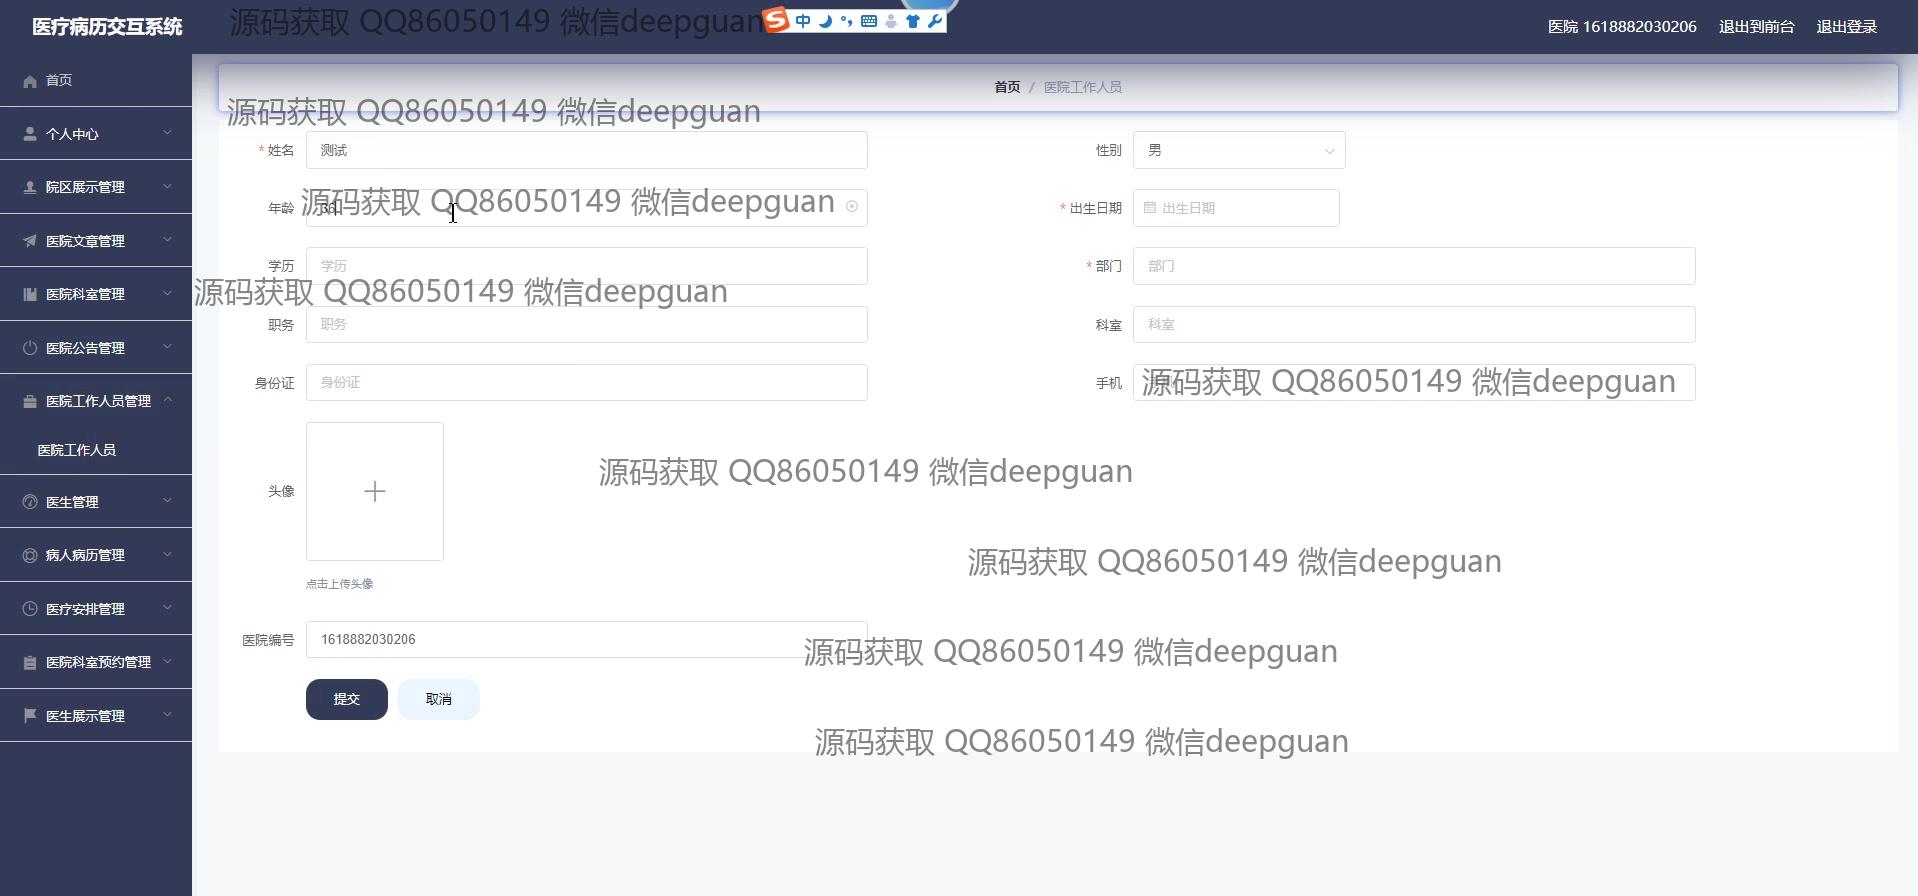 医疗病历交互系统
源码获取 QQ86050149 微信deepguan
中
医院 1618882030206 退出到前台 退出登录
首页
个人中心
院区展示管理
医院文章管理
医院科室管理
医院公告管理
医院工作人员管理
医院工作人员
医生管理
病人病历管理
医疗安排管理
医院科室预约管理
医生展示管理
首页 / 医院工作人员
源码获取 QQ86050149 微信deepguan
* 姓名 测试
性别 男
源码获取 QQ86050149 微信deepguan
年龄
* 出生日期 出生日期
学历 学历
* 部门 部门
源码获取 QQ86050149 微信deepguan
职务 职务
科室 科室
身份证 身份证
手机
源码获取 QQ86050149 微信deepguan
源码获取 QQ86050149 微信deepguan
头像
源码获取 QQ86050149 微信deepguan
点击上传头像
医院编号 1618882030206
源码获取 QQ86050149 微信deepguan
提交 取消
源码获取 QQ86050149 微信deepguan